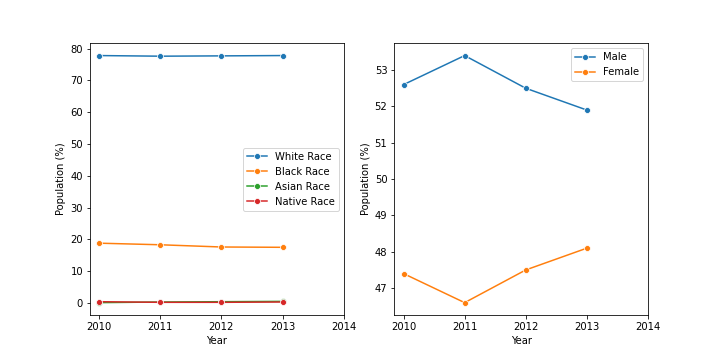 80
70
60
50
40
30
20
10
0
Population (%)
2010 2011 2012 2013 2014
Year
White Race
Black Race
Asian Race
Native Race
53
52
51
50
49
48
47
Population (%)
2010 2011 2012 2013 2014
Year
Male
Female